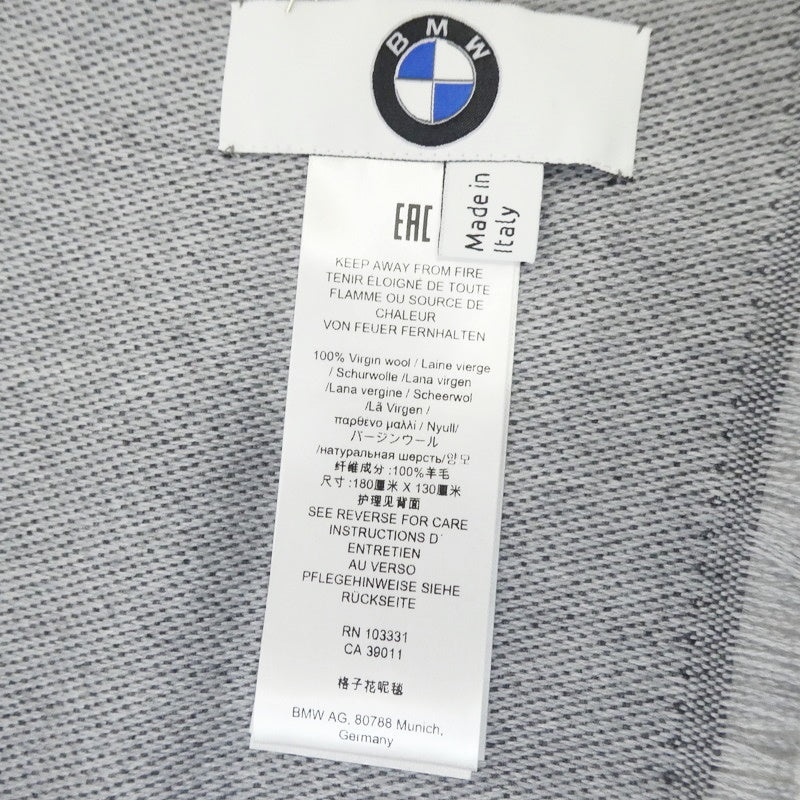 BMW
Made in
Italy
EAC
KEEP AWAY FROM FIRE
TENIR ÉLOIGNÉ DE TOUTE
FLAMME OU SOURCE DE
CHALEUR
VON FEUER FERNHALTEN
100% Virgin wool / Laine vierge
/ Schurwolle /Lana virgen
/Lana vergine / Scheerwol
/Lã Virgen /
παρθενο μαλλι / Nyull/
バージンウール
/натуральная шерсть/양모
纤维成分:100%羊毛
尺寸:180厘米 X 130厘米
护理见背面
SEE REVERSE FOR CARE
INSTRUCTIONS D'
ENTRETIEN
AU VERSO
PFLEGEHINWEISE SIEHE
RÜCKSEITE
RN 103331
CA 39011
格子花呢毯
BMW AG, 80788 Munich,
Germany